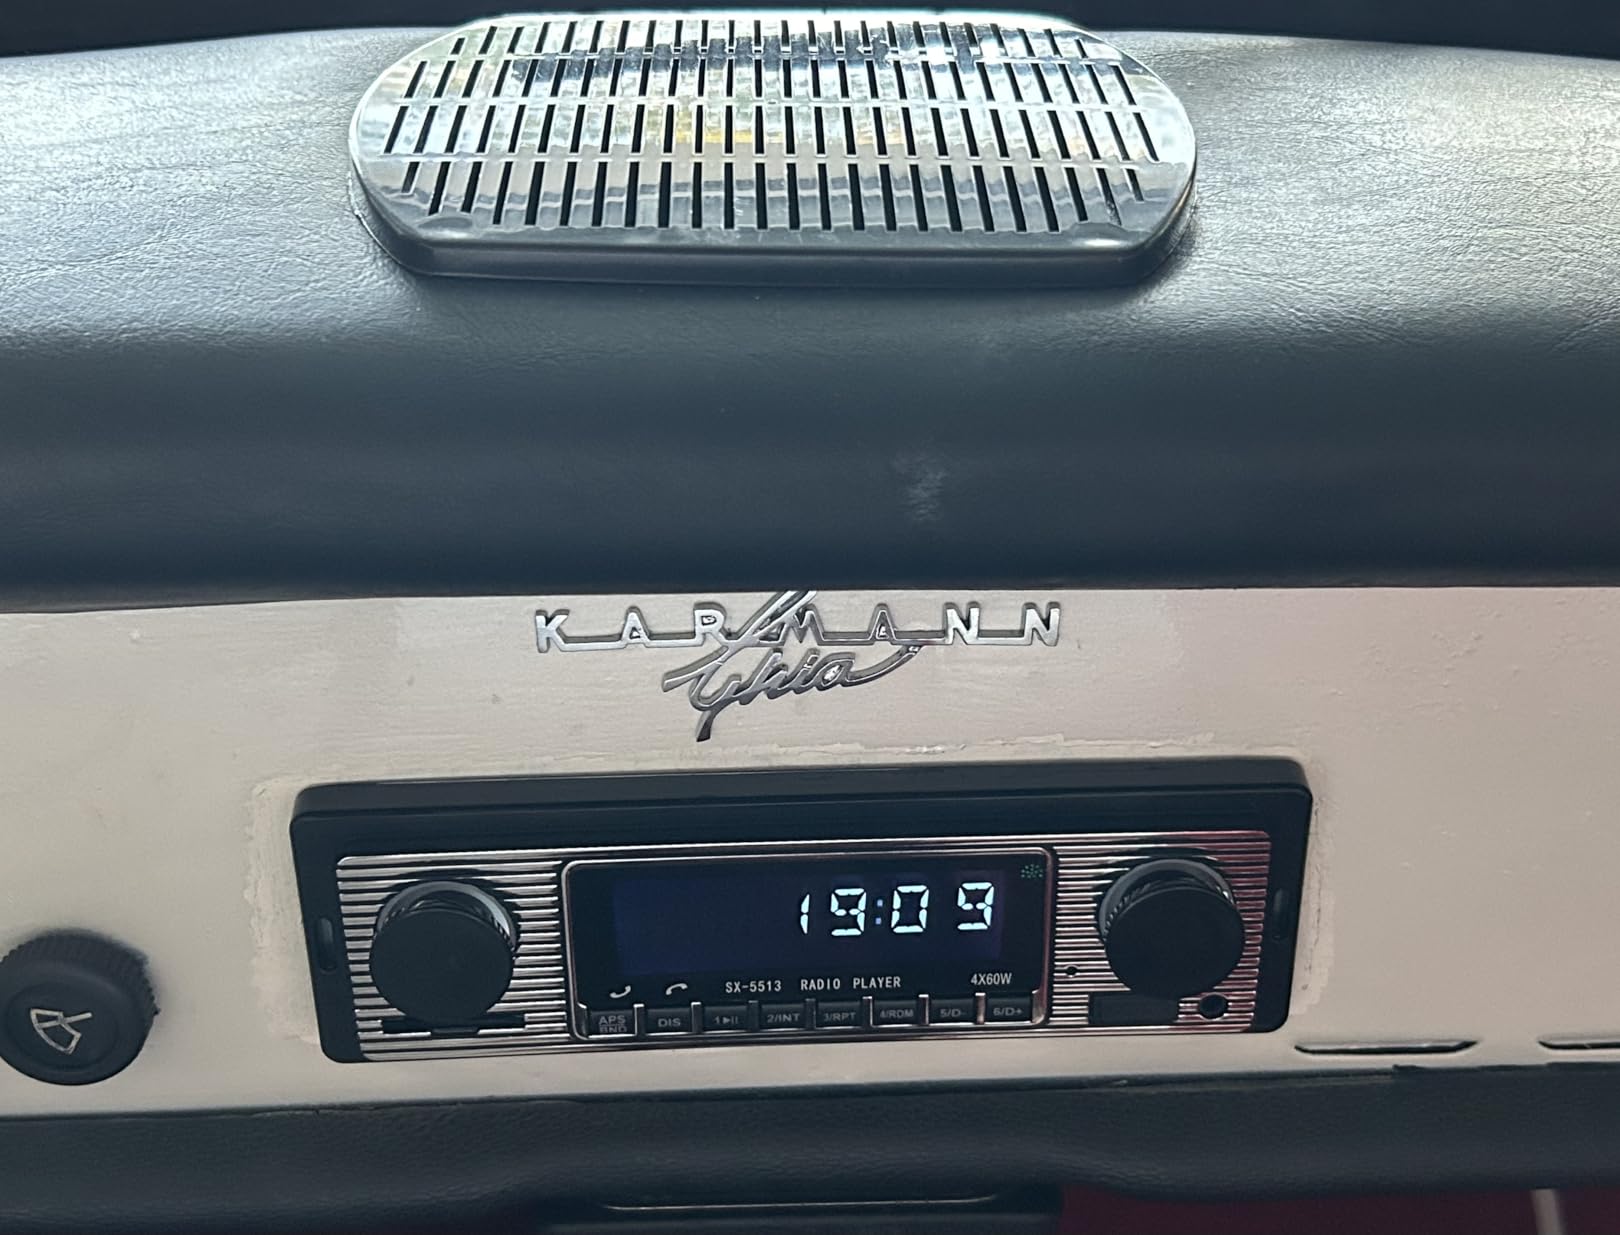 KARMANN
Ghia
19:09
SX-5513 RADIO PLAYER 4X60W
APS BND DIS 1▶|| 2/INT 3/RPT 4/RDM 5/D- 6/D+